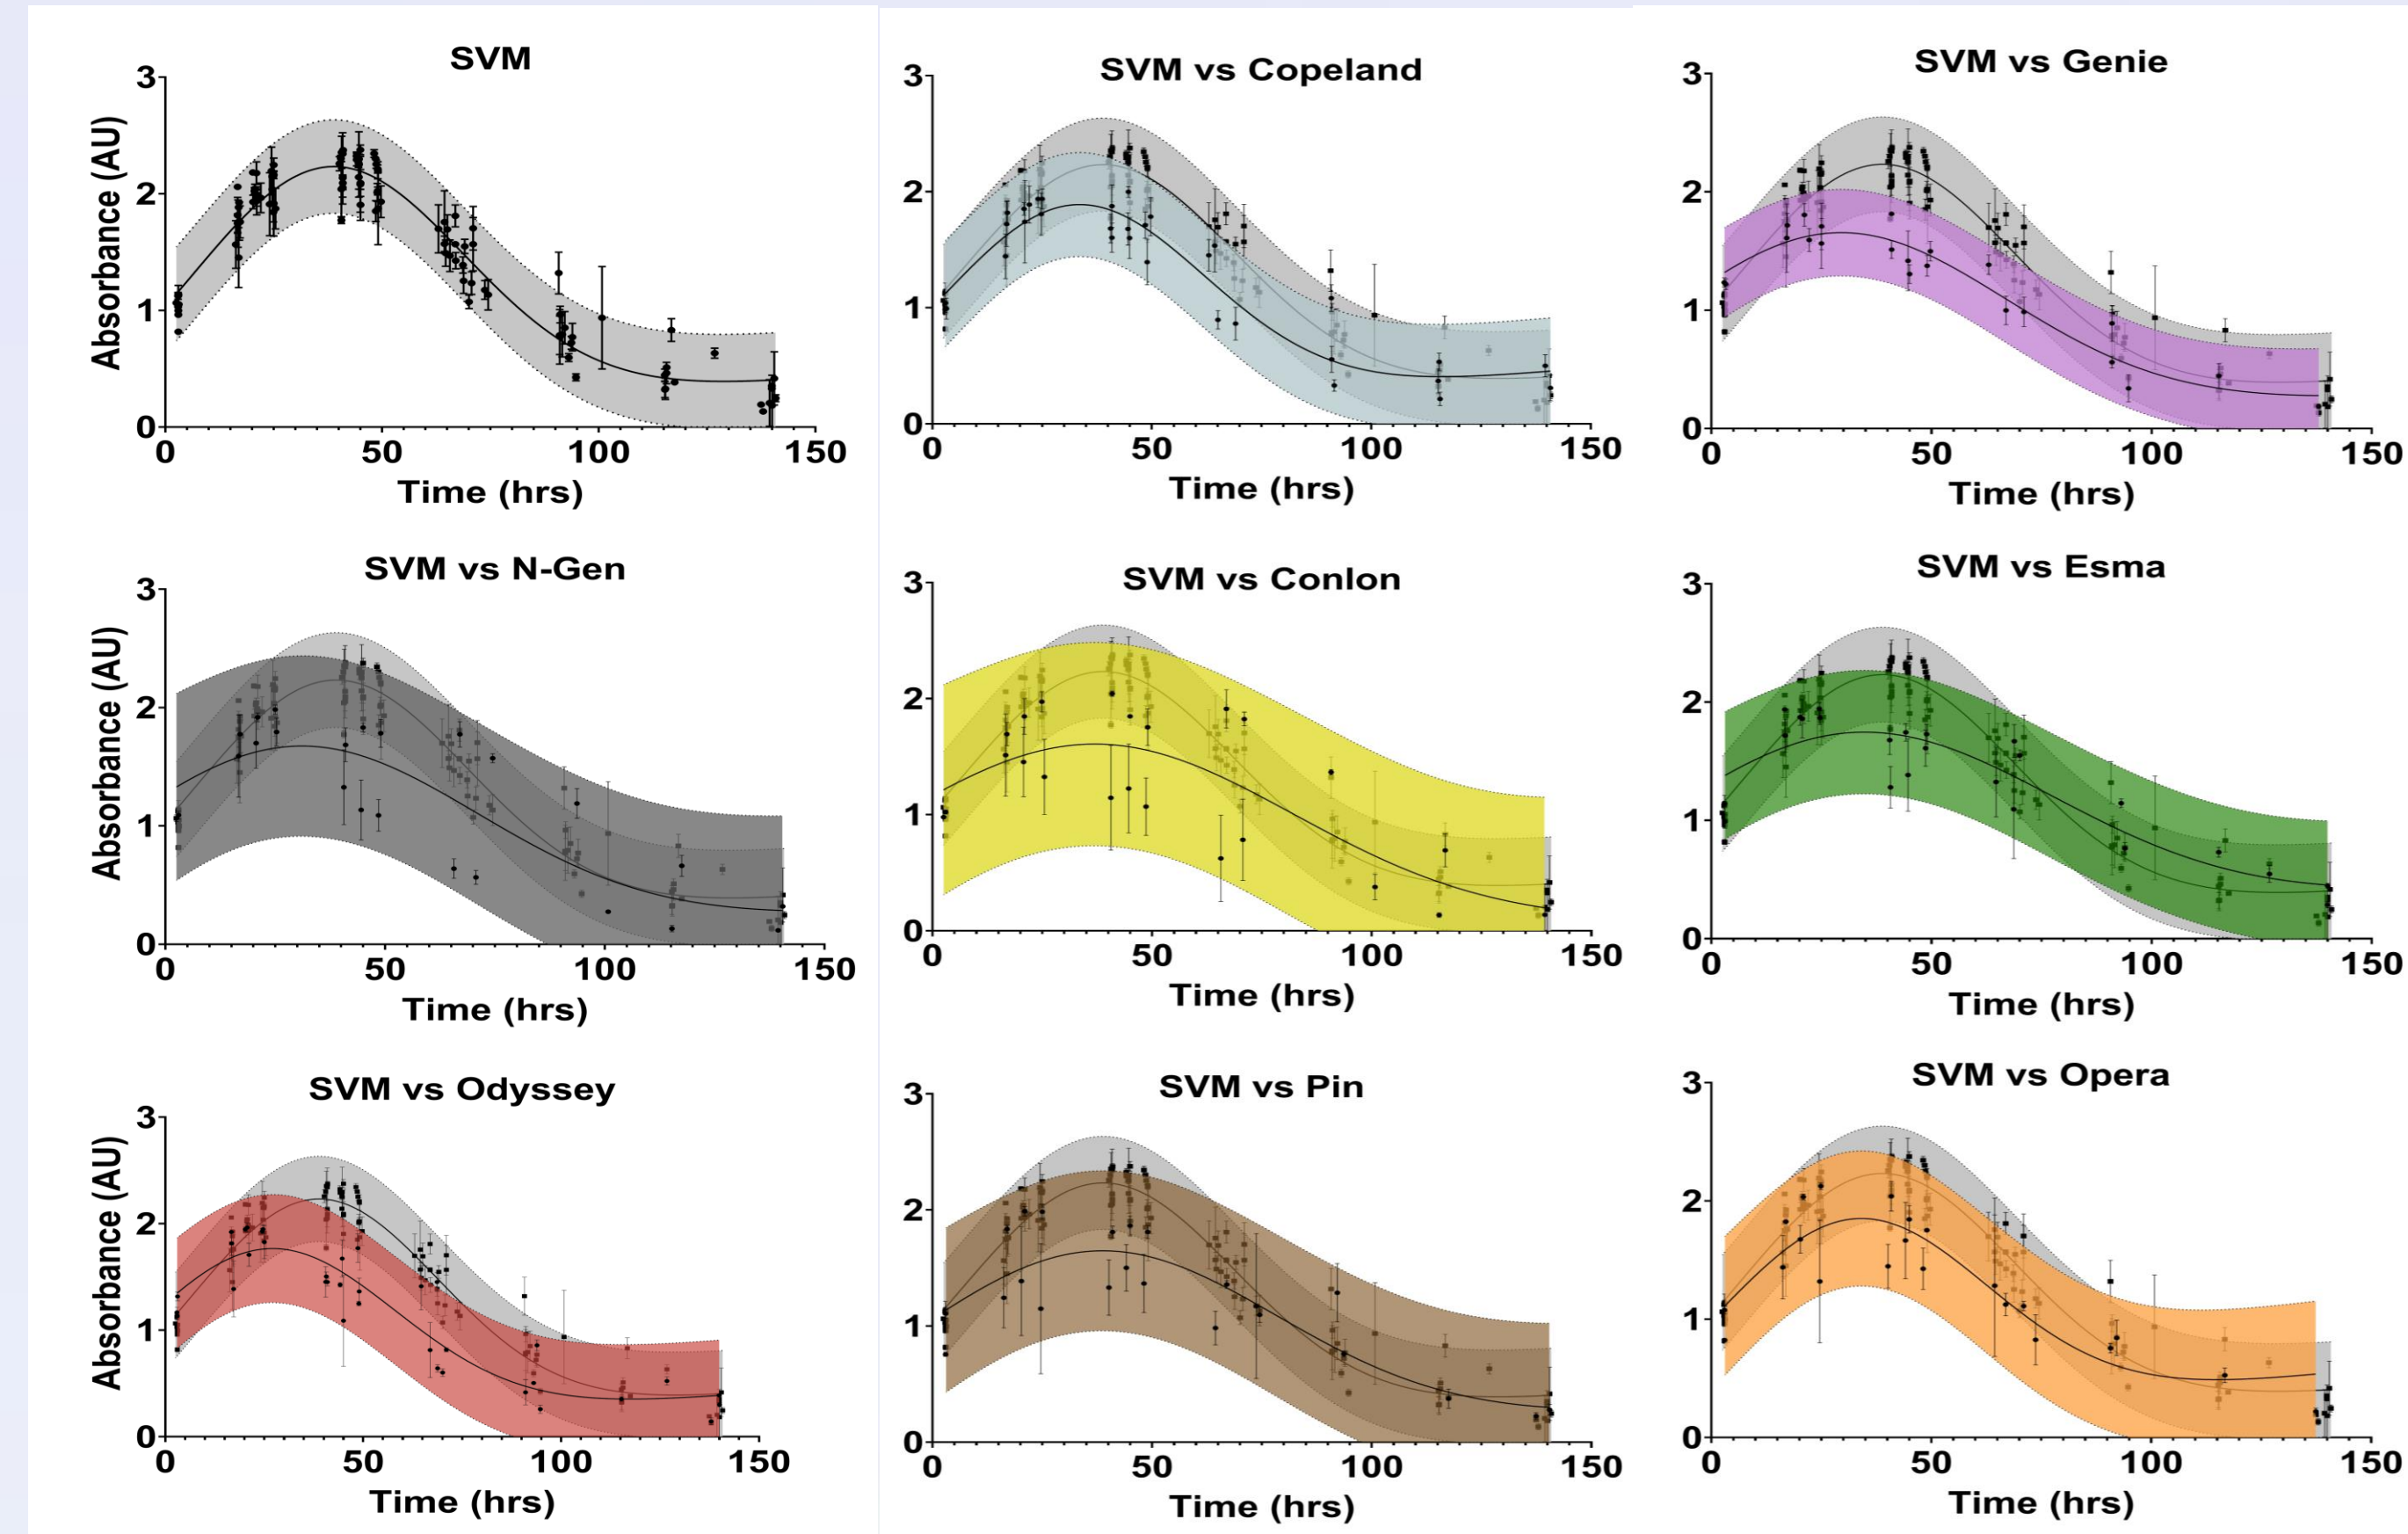 SVM
3
2
1
0
Absorbance (AU)
0 50 100 150
Time (hrs)
SVM vs Copeland
3
2
1
0
0 50 100 150
Time (hrs)
SVM vs Genie
3
2
1
0
0 50 100 150
Time (hrs)
SVM vs N-Gen
3
2
1
0
Absorbance (AU)
0 50 100 150
Time (hrs)
SVM vs Conlon
3
2
1
0
0 50 100 150
Time (hrs)
SVM vs Esma
3
2
1
0
0 50 100 150
Time (hrs)
SVM vs Odyssey
3
2
1
0
Absorbance (AU)
0 50 100 150
Time (hrs)
SVM vs Pin
3
2
1
0
0 50 100 150
Time (hrs)
SVM vs Opera
3
2
1
0
0 50 100 150
Time (hrs)